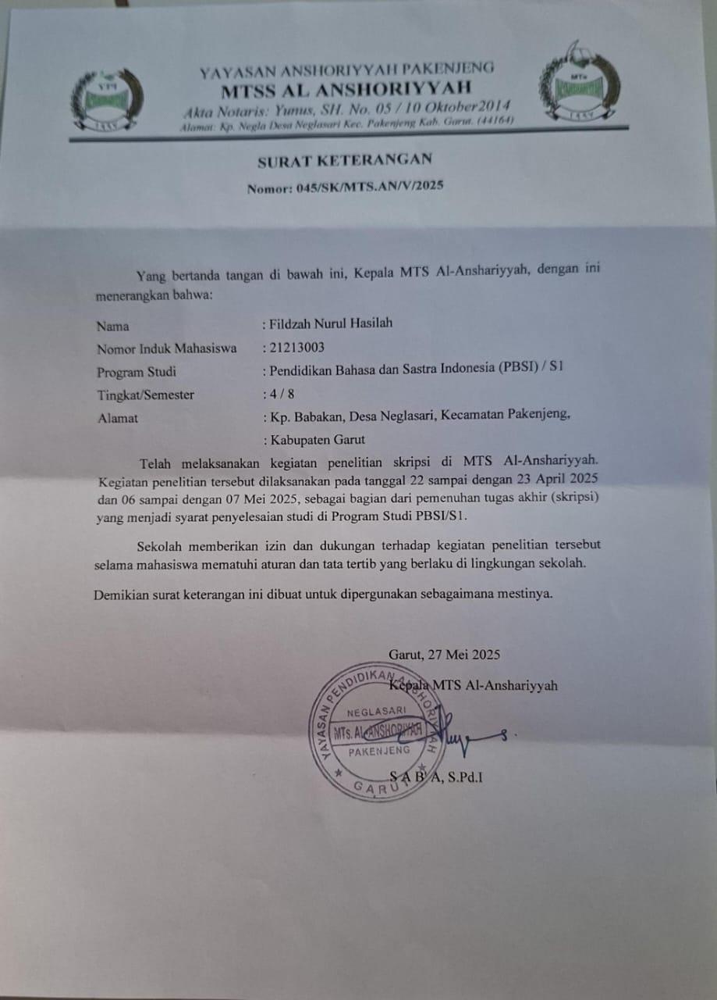 YAYASAN ANSHORIYYAH PAKENJENG
MTSS AL ANSHORIYYAH
Akta Notaris: Yunus, SH. No. 05 / 10 Oktober2014
Alamat: Kp. Negla Desa Neglasari Kec. Pakenjeng Kab. Garut. (44164)
MTs
1997
SURAT KETERANGAN
Nomor: 045/SK/MTS.AN/V/2025
Yang bertanda tangan di bawah ini, Kepala MTS Al-Anshariyyah, dengan ini
menerangkan bahwa:
Nama : Fildzah Nurul Hasilah
Nomor Induk Mahasiswa : 21213003
Program Studi : Pendidikan Bahasa dan Sastra Indonesia (PBSI) / S1
Tingkat/Semester : 4 / 8
Alamat : Kp. Babakan, Desa Neglasari, Kecamatan Pakenjeng,
: Kabupaten Garut
Telah melaksanakan kegiatan penelitian skripsi di MTS Al-Anshariyyah.
Kegiatan penelitian tersebut dilaksanakan pada tanggal 22 sampai dengan 23 April 2025
dan 06 sampai dengan 07 Mei 2025, sebagai bagian dari pemenuhan tugas akhir (skripsi)
yang menjadi syarat penyelesaian studi di Program Studi PBSI/S1.
Sekolah memberikan izin dan dukungan terhadap kegiatan penelitian tersebut
selama mahasiswa mematuhi aturan dan tata tertib yang berlaku di lingkungan sekolah.
Demikian surat keterangan ini dibuat untuk dipergunakan sebagaimana mestinya.
Garut, 27 Mei 2025
Kepala MTS Al-Anshariyyah
YAYASAN PENDIDIKAN ANSHORIYYAH
NEGLASARI
MTs. AL-ANSHORIYYAH
PAKENJENG
GARUT
S A B' A, S.Pd.I